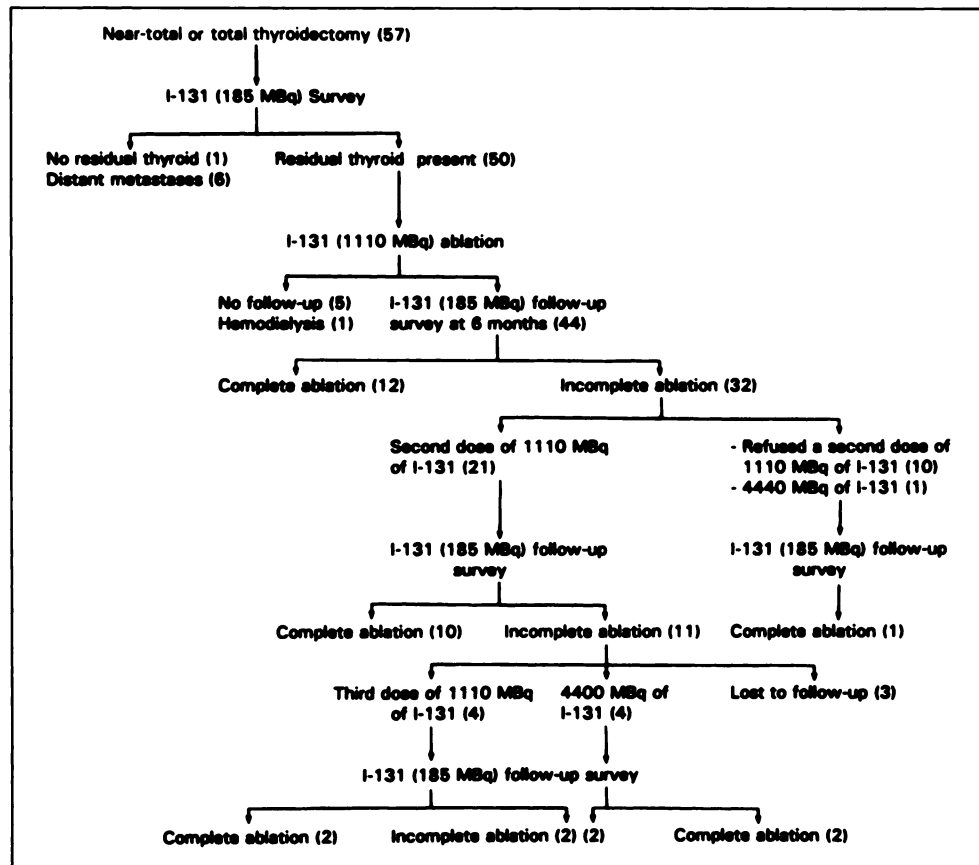 Near-total or total thyroidectomy (57)
I-131 (185 MBq) Survey
No residual thyroid (1)
Distant metastases (6)
Residual thyroid present (50)
I-131 (1110 MBq) ablation
No follow-up (5)
Hemodialysis (1)
I-131 (185 MBq) follow-up
survey at 6 months (44)
Complete ablation (12)
Incomplete ablation (32)
Second dose of 1110 MBq
of I-131 (21)
- Refused a second dose of
1110 MBq of I-131 (10)
- 4440 MBq of I-131 (1)
I-131 (185 MBq) follow-up
survey
I-131 (185 MBq) follow-up
survey
Complete ablation (10)
Incomplete ablation (11)
Complete ablation (1)
Third dose of 1110 MBq
of I-131 (4)
4400 MBq of
I-131 (4)
Lost to follow-up (3)
I-131 (185 MBq) follow-up survey
Complete ablation (2)
Incomplete ablation (2) (2)
Complete ablation (2)